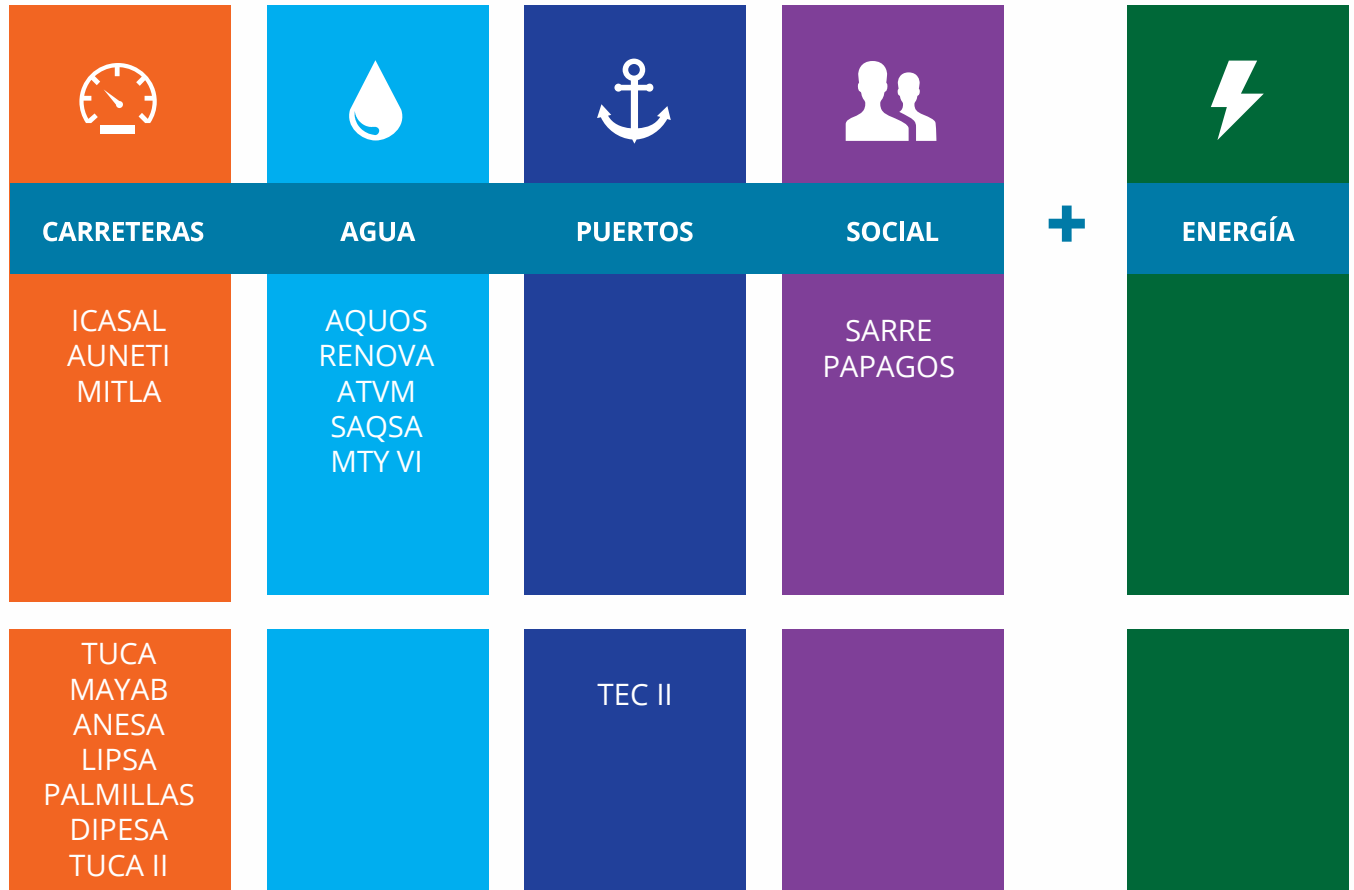 CARRETERAS
AGUA
PUERTOS
SOCIAL
+
ENERGÍA
ICASAL
AUNETI
MITLA
AQUOS
RENOVA
ATVM
SAQSA
MTY VI
SARRE
PAPAGOS
TUCA
MAYAB
ANESA
LIPSA
PALMILLAS
DIPESA
TUCA II
TEC II